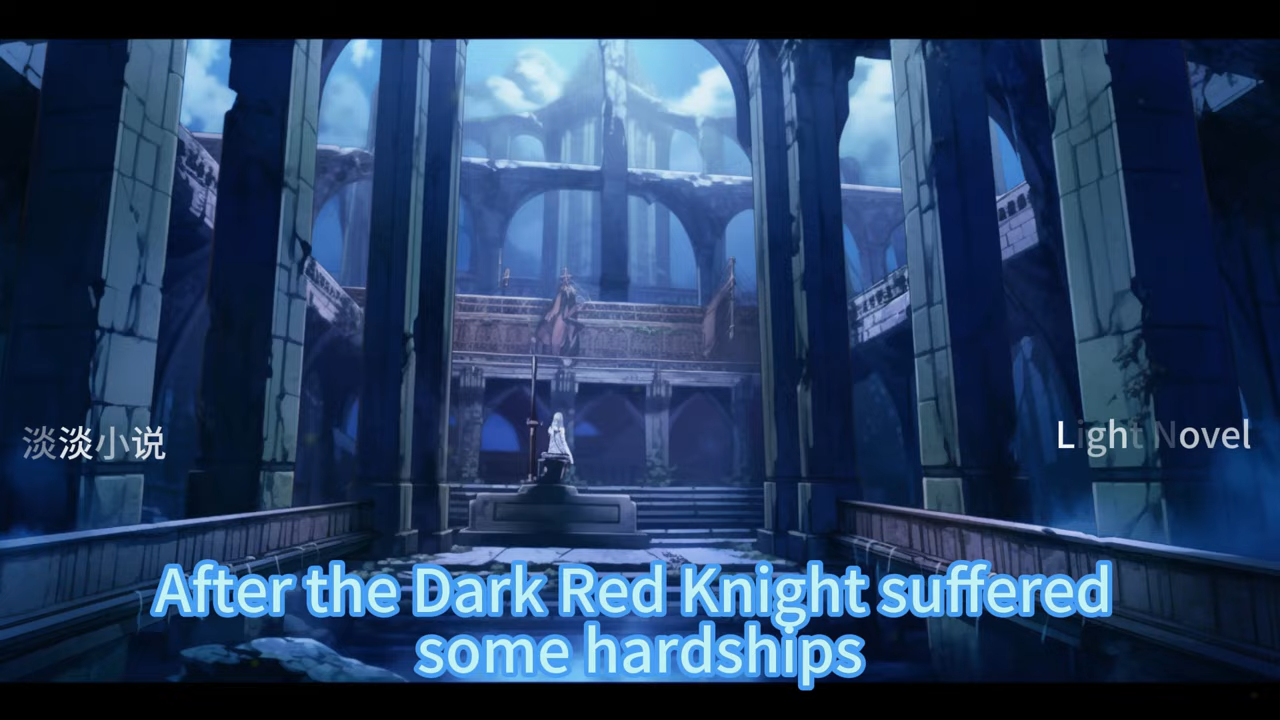 淡淡小说
Light Novel
After the Dark Red Knight suffered
some hardships